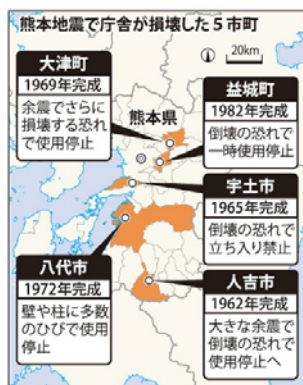 熊本地震で庁舎が損壊した5市町
20km
大津町
1969年完成
余震でさらに
損壊する恐れ
で使用停止
熊本県
益城町
1982年完成
倒壊の恐れで
一時使用停止
宇土市
1965年完成
倒壊の恐れで
立ち入り禁止
八代市
1972年完成
壁や柱に多数
のひびで使用
停止
人吉市
1962年完成
大きな余震で
倒壊の恐れで
使用停止へ